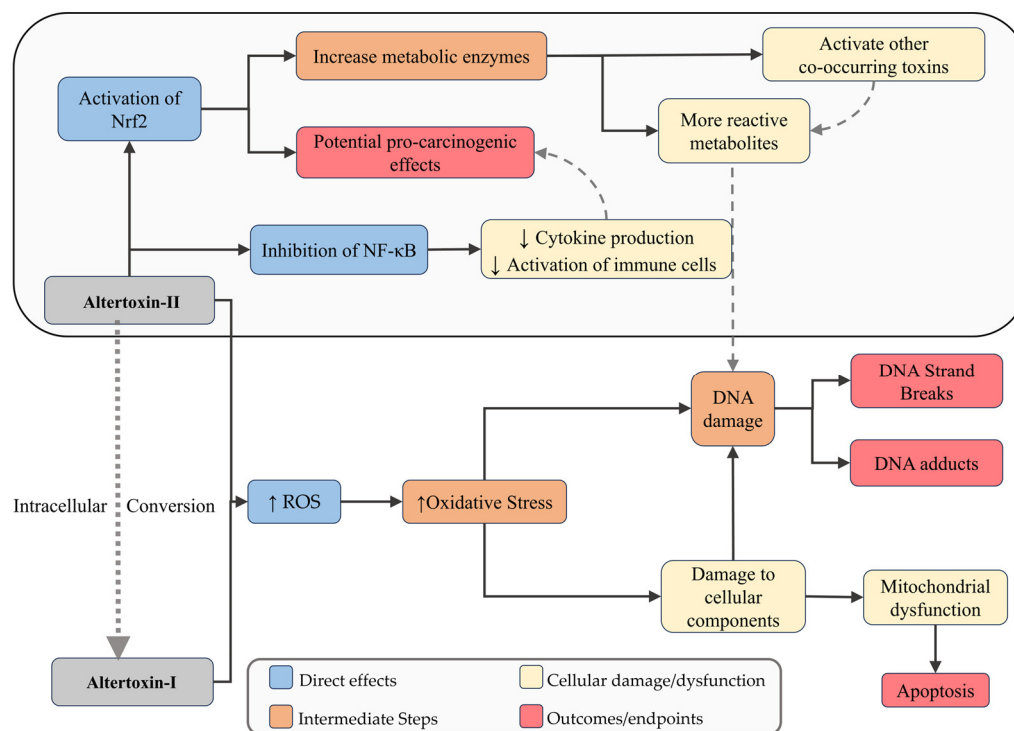 Increase metabolic enzymes
Activate other
co-occurring toxins
Activation of
Nrf2
More reactive
metabolites
Potential pro-carcinogenic
effects
Inhibition of NF-κB
↓ Cytokine production
↓ Activation of immune cells
Altertoxin-II
DNA
damage
DNA Strand
Breaks
DNA adducts
Intracellular Conversion
↑ ROS
↑Oxidative Stress
Damage to
cellular
components
Mitochondrial
dysfunction
Altertoxin-I
Apoptosis
Direct effects
Cellular damage/dysfunction
Intermediate Steps
Outcomes/endpoints